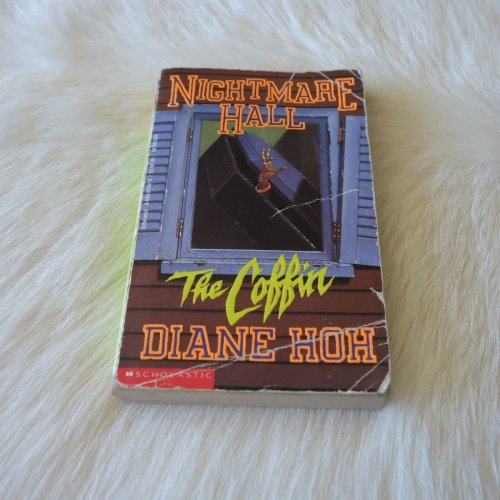 NIGHTMARE
HALL
The Coffin
DIANE HOH
SCHOLASTIC